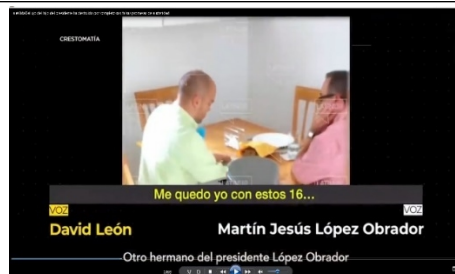 CRESTOMATÍA
Me quedo yo con estos 16...
VOZ
VOZ
David León
Martín Jesús López Obrador
Otro hermano del presidente López Obrador